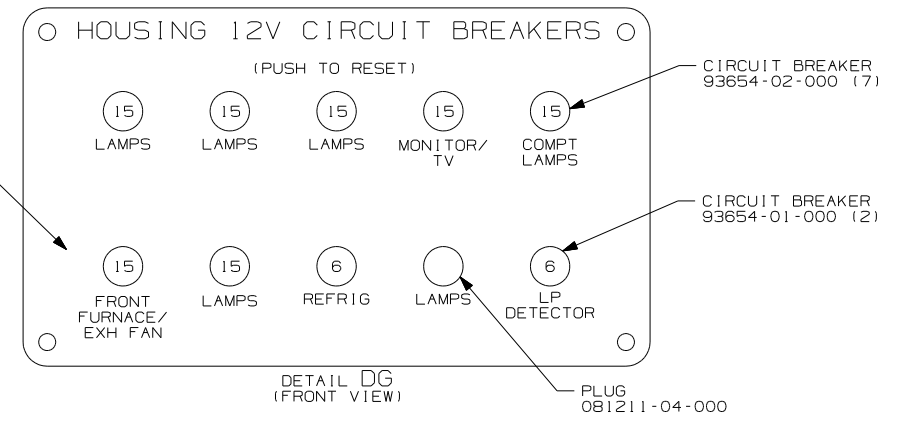 HOUSING 12V CIRCUIT BREAKERS
(PUSH TO RESET)
CIRCUIT BREAKER
93654-02-000 (7)
15 15 15 15 15
LAMPS LAMPS LAMPS MONITOR/ COMPT
TV LAMPS
CIRCUIT BREAKER
93654-01-000 (2)
15 15 6 6
FRONT LAMPS REFRIG LAMPS LP
FURNACE/ DETECTOR
EXH FAN
DETAIL DG
(FRONT VIEW)
PLUG
081211-04-000